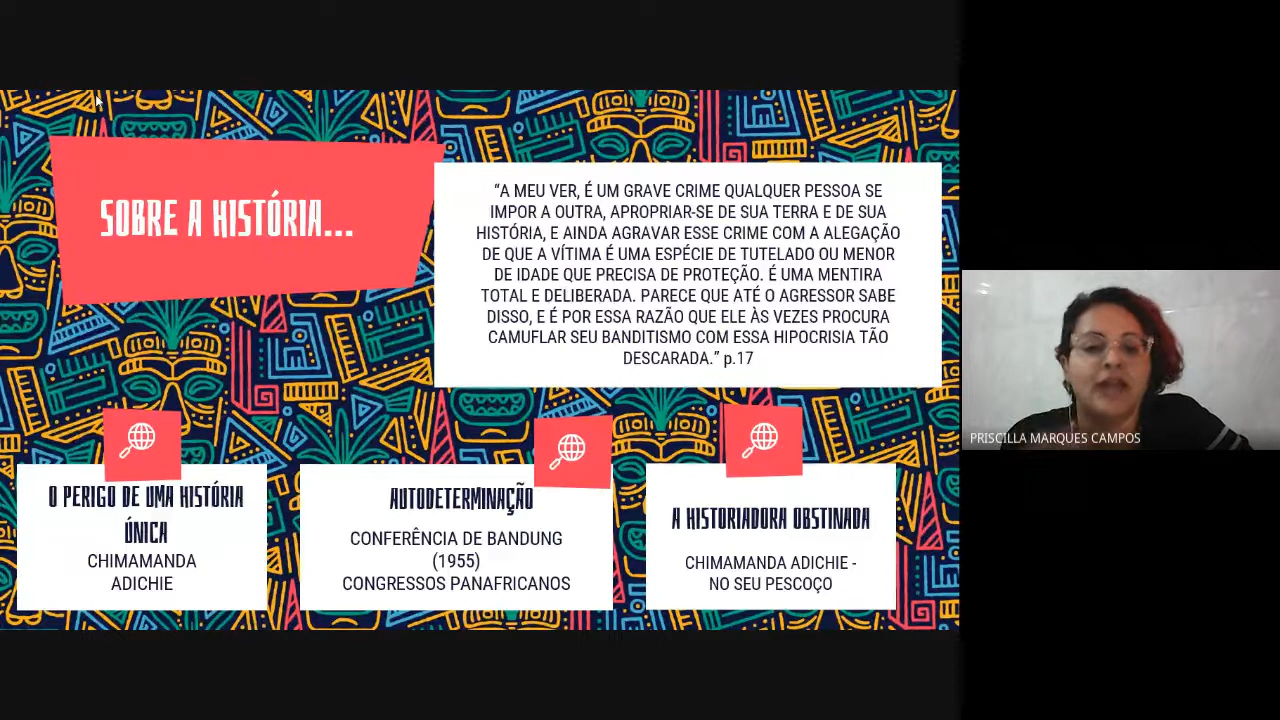 SOBRE A HISTÓRIA...
“A MEU VER, É UM GRAVE CRIME QUALQUER PESSOA SE
IMPOR A OUTRA, APROPRIAR-SE DE SUA TERRA E DE SUA
HISTÓRIA, E AINDA AGRAVAR ESSE CRIME COM A ALEGAÇÃO
DE QUE A VÍTIMA É UMA ESPÉCIE DE TUTELADO OU MENOR
DE IDADE QUE PRECISA DE PROTEÇÃO. É UMA MENTIRA
TOTAL E DELIBERADA. PARECE QUE ATÉ O AGRESSOR SABE
DISSO, E É POR ESSA RAZÃO QUE ELE ÀS VEZES PROCURA
CAMUFLAR SEU BANDITISMO COM ESSA HIPOCRISIA TÃO
DESCARADA.” p.17
O PERIGO DE UMA HISTÓRIA
ÚNICA
CHIMAMANDA
ADICHIE
AUTODETERMINAÇÃO
CONFERÊNCIA DE BANDUNG
(1955)
CONGRESSOS PANAFRICANOS
A HISTORIADORA OBSTINADA
CHIMAMANDA ADICHIE -
NO SEU PESCOÇO
PRISCILLA MARQUES CAMPOS